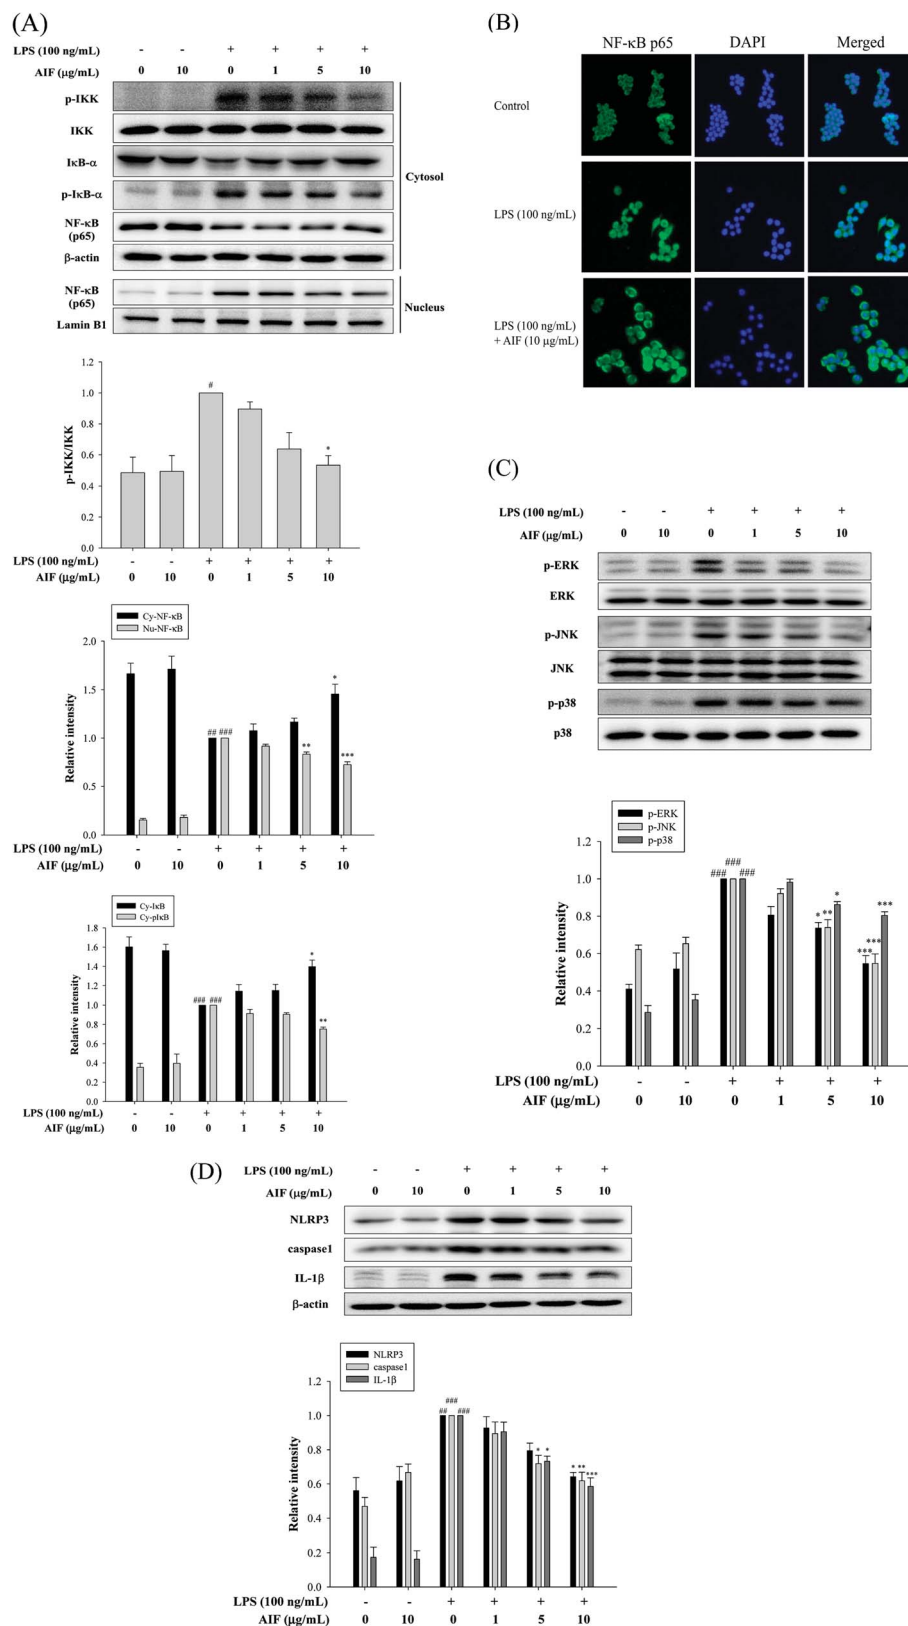 (A)
LPS (100 ng/mL) - - + + + +
AIF (µg/mL) 0 10 0 1 5 10
p-IKK
IKK
IκB-α
p-IκB-α
NF-κB
(p65)
β-actin
Cytosol
NF-κB
(p65)
Lamin B1
Nucleus
1.2
1.0
0.8
0.6
0.4
0.2
0.0
p-IKK/IKK
#
*
LPS (100 ng/mL) - - + + + +
AIF (µg/mL) 0 10 0 1 5 10
Cy-NF-κB
Nu-NF-κB
2.0
1.5
1.0
0.5
0.0
Relative intensity
## ###
**
*
***
LPS (100 ng/mL) - - + + + +
AIF (µg/mL) 0 10 0 1 5 10
Cy-IκB
Cy-pIκB
1.8
1.6
1.4
1.2
1.0
0.8
0.6
0.4
0.2
0.0
Relative intensity
### ###
*
**
LPS (100 ng/mL) - - + + + +
AIF (µg/mL) 0 10 0 1 5 10
(B)
NF-κB p65 DAPI Merged
Control
LPS (100 ng/mL)
LPS (100 ng/mL)
+ AIF (10 µg/mL)
(C)
LPS (100 ng/mL) - - + + + +
AIF (µg/mL) 0 10 0 1 5 10
p-ERK
ERK
p-JNK
JNK
p-p38
p38
p-ERK
p-JNK
p-p38
1.0
0.8
0.6
0.4
0.2
0.0
Relative intensity
###
### ###
* ** *
*** *** ***
LPS (100 ng/mL) - - + + + +
AIF (µg/mL) 0 10 0 1 5 10
(D)
LPS (100 ng/mL) - - + + + +
AIF (µg/mL) 0 10 0 1 5 10
NLRP3
caspase1
IL-1β
β-actin
NLRP3
caspase1
IL-1β
1.2
1.0
0.8
0.6
0.4
0.2
0.0
Relative intensity
###
## ###
* *
* ** ***
LPS (100 ng/mL) - - + + + +
AIF (µg/mL) 0 10 0 1 5 10